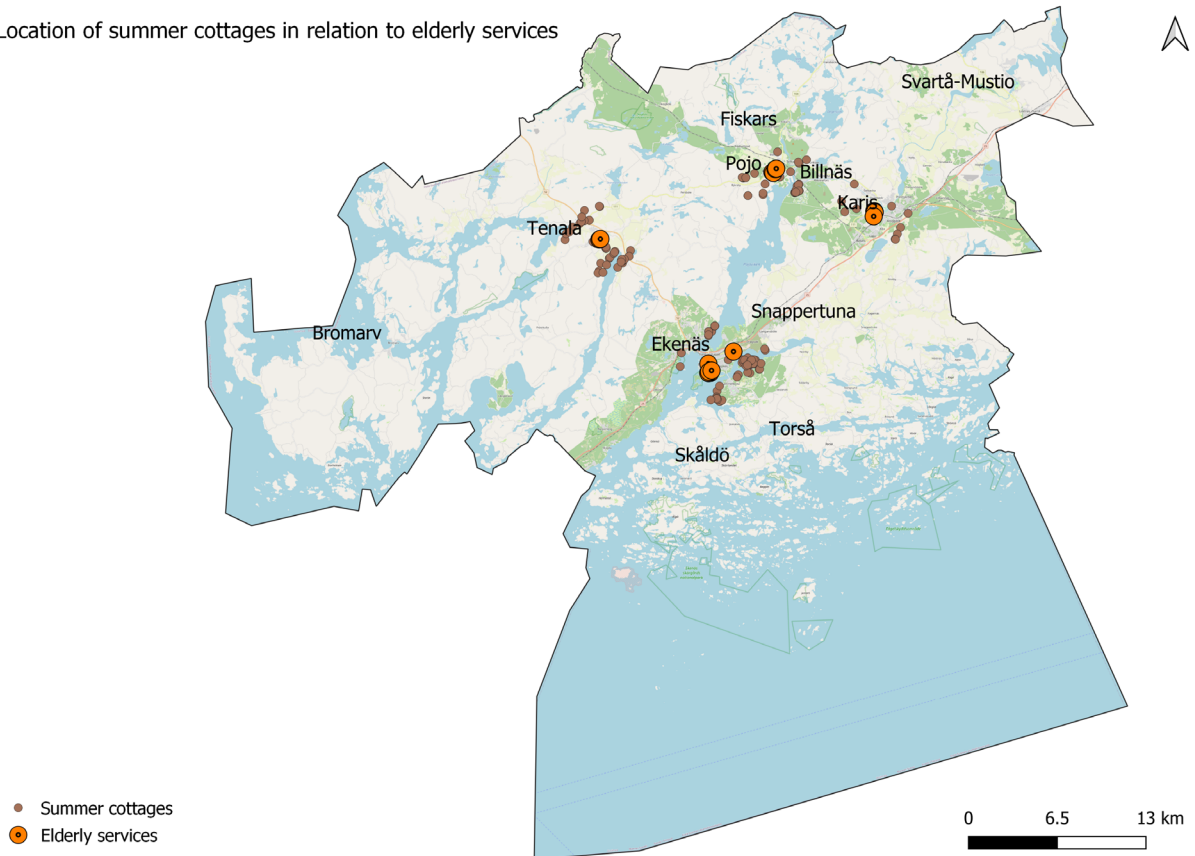 Location of summer cottages in relation to elderly services
Svartå-Mustio
Fiskars
Pojo
Billnäs
Karis
Tenala
Snappertuna
Bromarv
Ekenäs
Torså
Skåldö
Summer cottages
Elderly services
0 6.5 13 km